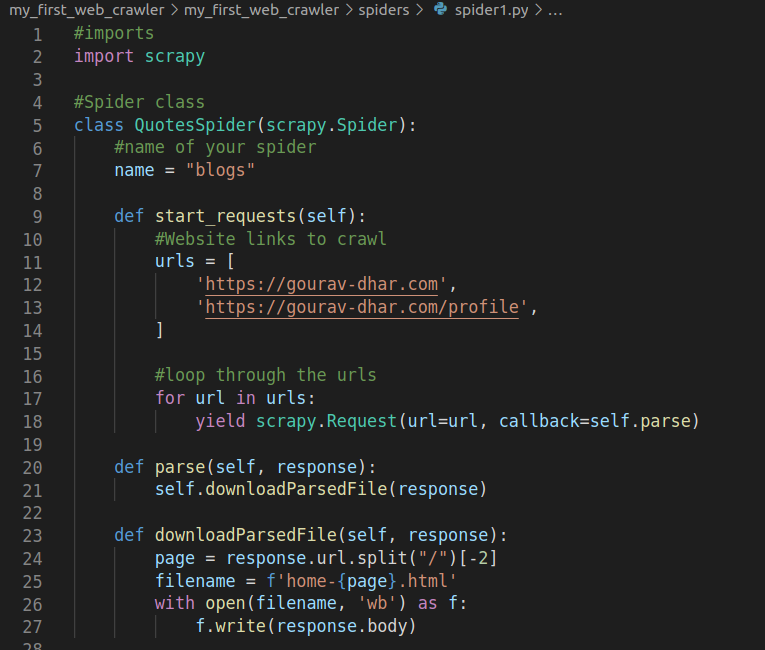 my_first_web_crawler > my_first_web_crawler > spiders > spider1.py > ...
1 #imports
2 import scrapy
3
4 #Spider class
5 class QuotesSpider(scrapy.Spider):
6     #name of your spider
7     name = "blogs"
8
9     def start_requests(self):
10         #Website links to crawl
11         urls = [
12             'https://gourav-dhar.com',
13             'https://gourav-dhar.com/profile',
14         ]
15
16         #loop through the urls
17         for url in urls:
18             yield scrapy.Request(url=url, callback=self.parse)
19
20     def parse(self, response):
21         self.downloadParsedFile(response)
22
23     def downloadParsedFile(self, response):
24         page = response.url.split("/")[-2]
25         filename = f'home-{page}.html'
26         with open(filename, 'wb') as f:
27             f.write(response.body)
28